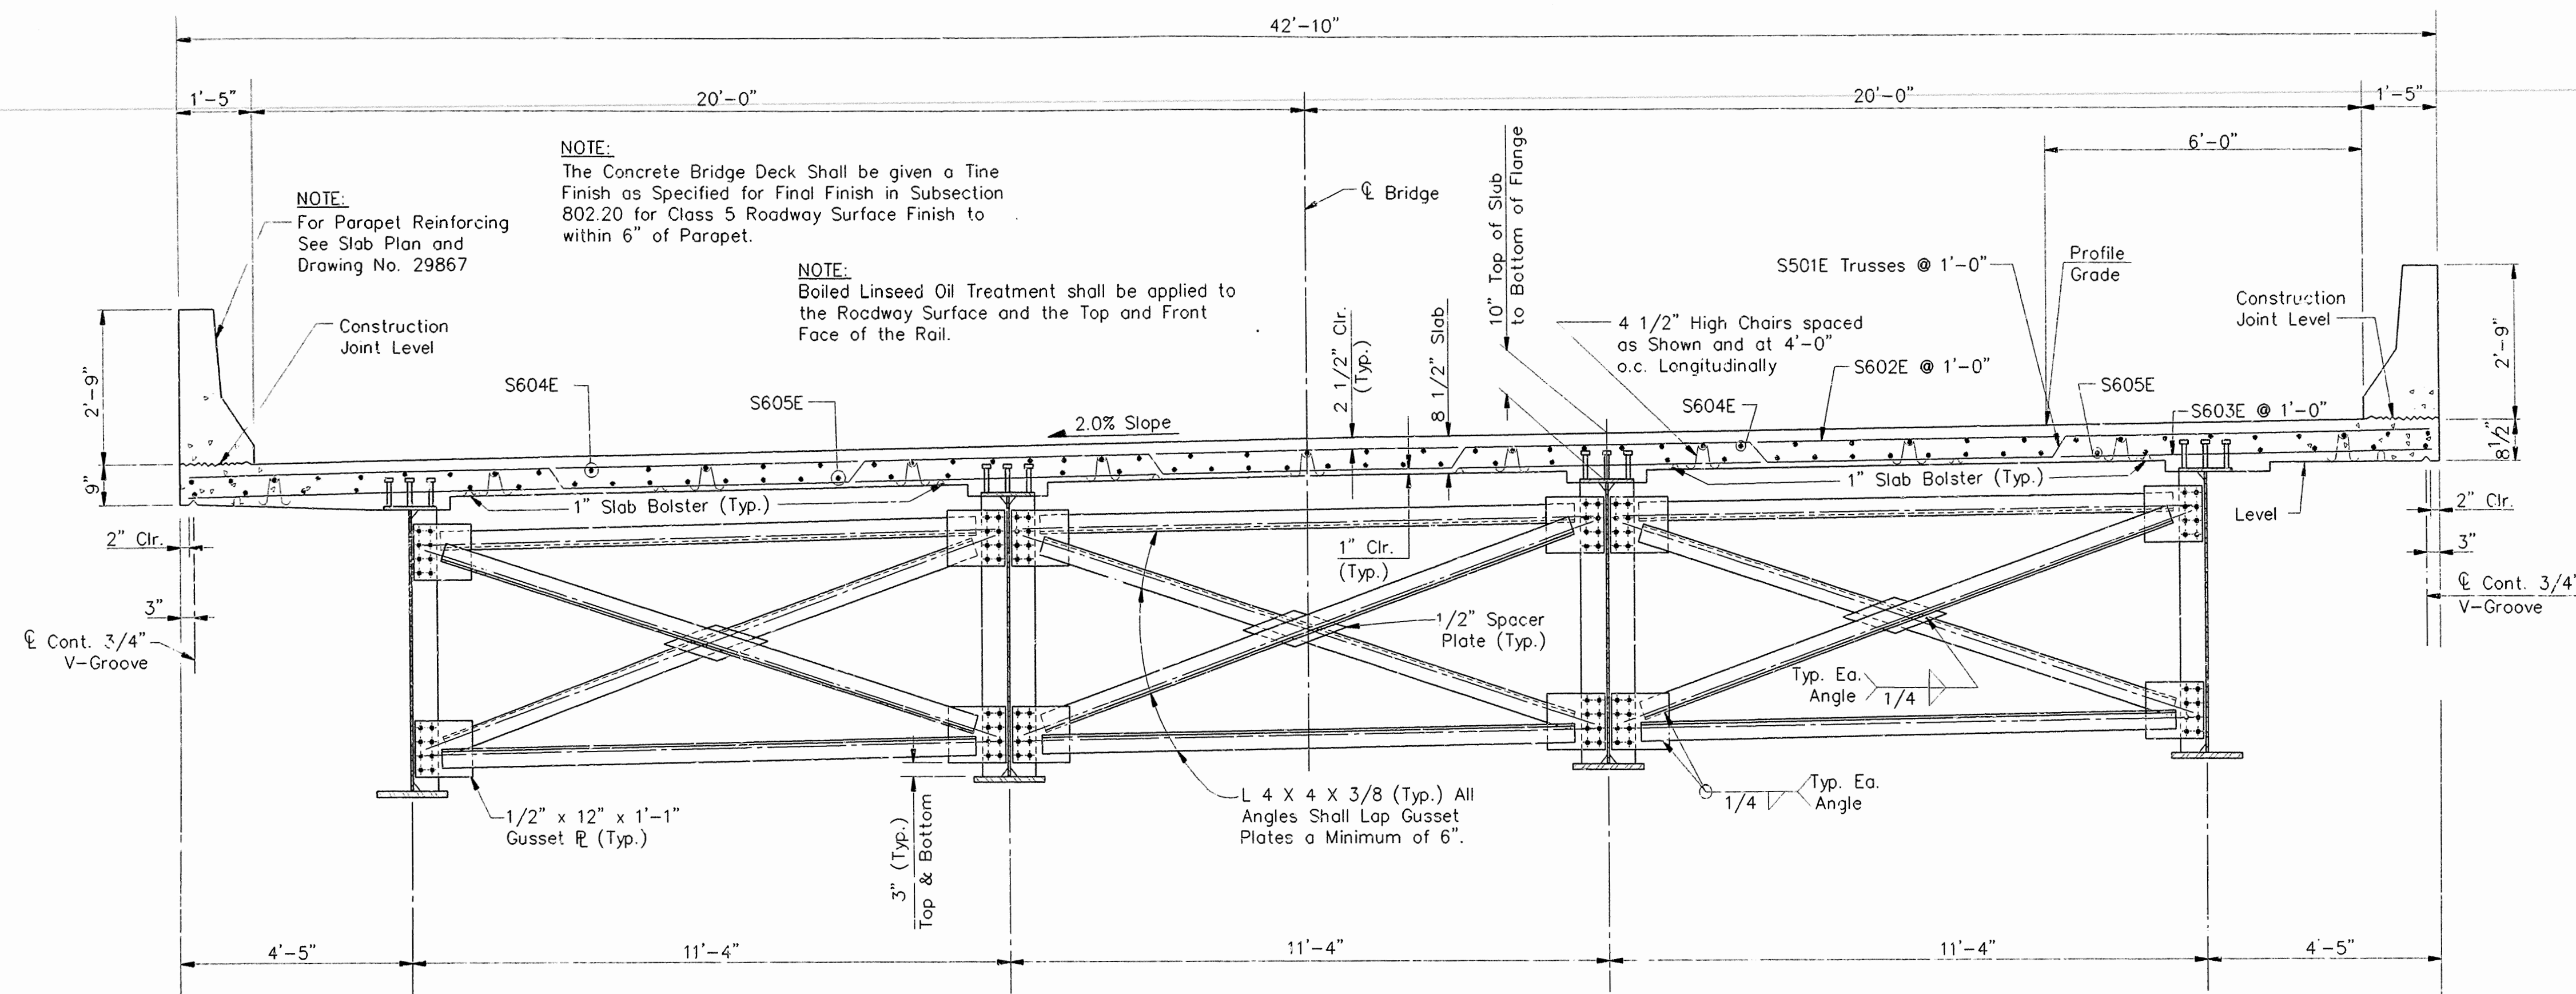 42'-10"
1'-5"
20'-0"
20'-0"
1'-5"
6'-0"
NOTE:
The Concrete Bridge Deck Shall be given a Tine
Finish as Specified for Final Finish in Subsection
802.20 for Class 5 Roadway Surface Finish to
within 6" of Parapet.
NOTE:
For Parapet Reinforcing
See Slab Plan and
Drawing No. 29867
NOTE:
Boiled Linseed Oil Treatment shall be applied to
the Roadway Surface and the Top and Front
Face of the Rail.
℄ Bridge
10" Top of Slab
to Bottom of Flange
S501E Trusses @ 1'-0"
Profile
Grade
Construction
Joint Level
Construction
Joint Level
2'-9"
9"
2'-9"
8 1/2"
S604E
S605E
2.0% Slope
2 1/2" Clr.
(Typ.)
8 1/2" Slab
4 1/2" High Chairs spaced
as Shown and at 4'-0"
o.c. Longitudinally
S602E @ 1'-0"
S604E
S605E
S603E @ 1'-0"
1" Slab Bolster (Typ.)
1" Slab Bolster (Typ.)
Level
2" Clr.
3"
℄ Cont. 3/4"
V-Groove
2" Clr.
3"
℄ Cont. 3/4"
V-Groove
1" Clr.
(Typ.)
1/2" Spacer
Plate (Typ.)
Typ. Ea.
Angle
1/4
Typ. Ea.
Angle
1/4
1/2" x 12" x 1'-1"
Gusset ℄ (Typ.)
3" (Typ.)
Top & Bottom
L 4 X 4 X 3/8 (Typ.) All
Angles Shall Lap Gusset
Plates a Minimum of 6".
4'-5"
11'-4"
11'-4"
11'-4"
4'-5"